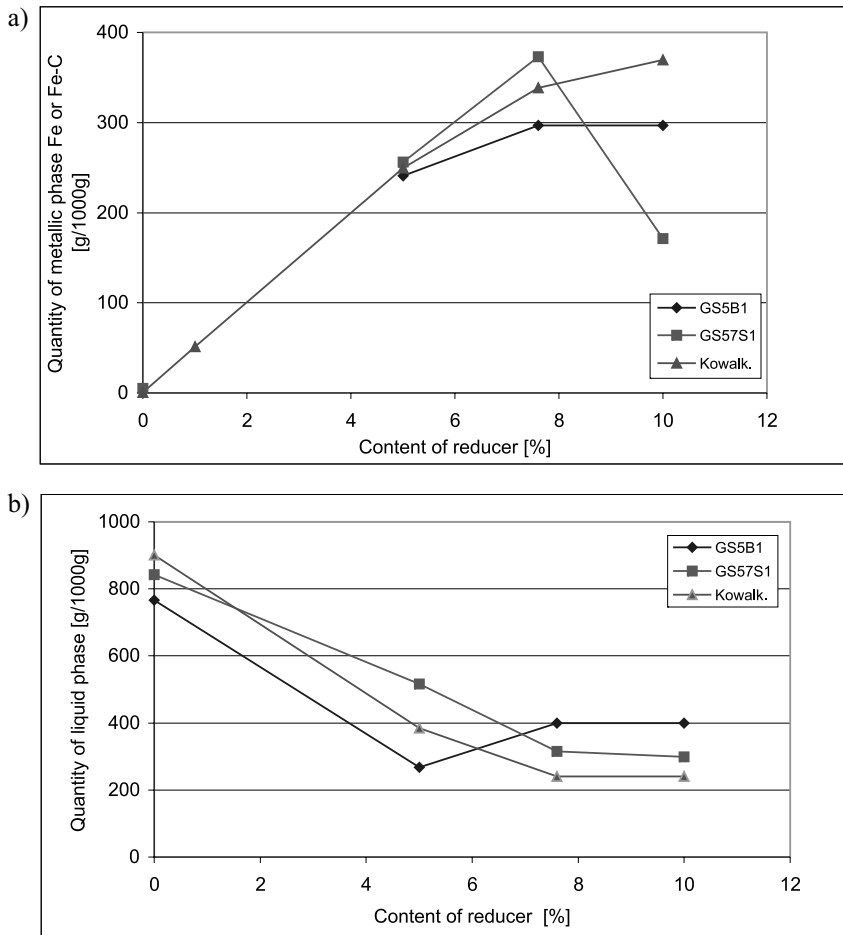 a)
Quantity of metallic phase Fe or Fe-C
[g/1000g]
400
300
200
100
0
0 2 4 6 8 10 12
Content of reducer [%]
GS5B1
GS57S1
Kowalk.
b)
Quantity of liquid phase [g/1000g]
1000
800
600
400
200
0
0 2 4 6 8 10 12
Content of reducer [%]
GS5B1
GS57S1
Kowalk.